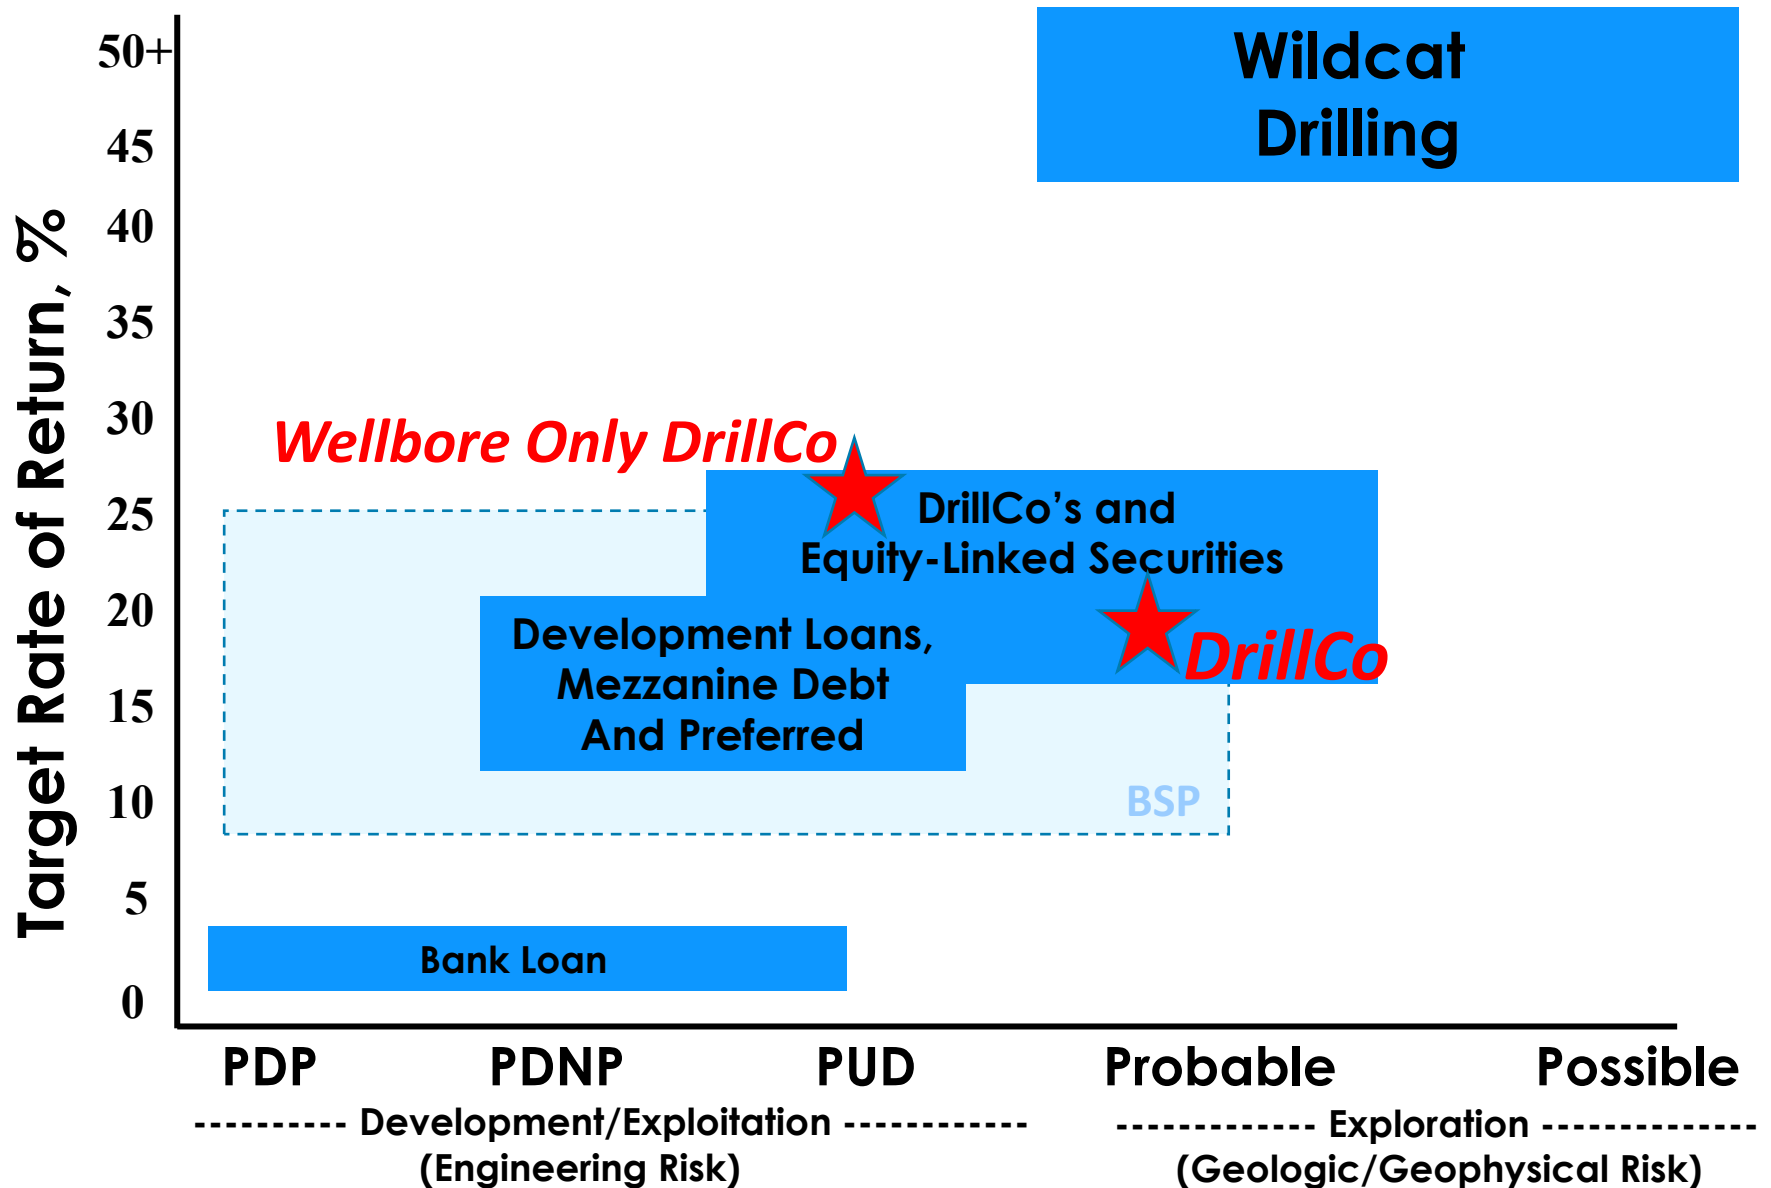 Target Rate of Return, %
50+
45
40
35
30
25
20
15
10
5
0
Wildcat
Drilling
Wellbore Only DrillCo
DrillCo’s and
Equity-Linked Securities
DrillCo
Development Loans,
Mezzanine Debt
And Preferred
BSP
Bank Loan
PDP PDNP PUD Probable Possible
---------- Development/Exploitation ------------
(Engineering Risk)
------------- Exploration --------------
(Geologic/Geophysical Risk)